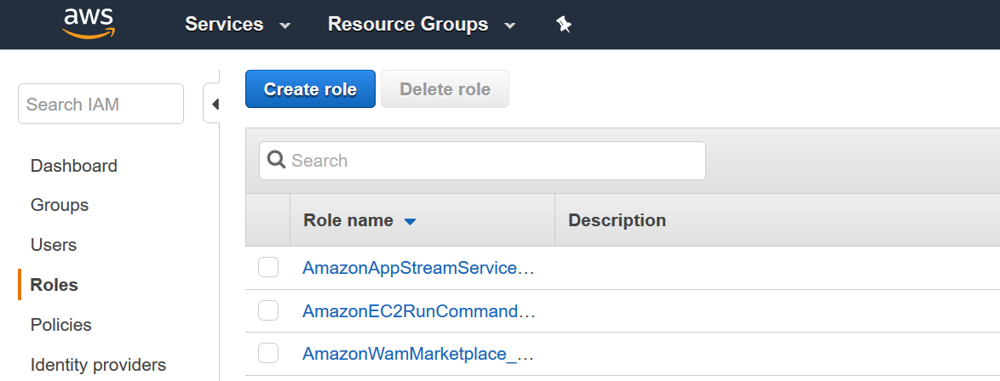 aws Services Resource Groups
Create role Delete role
Search IAM
Search
Dashboard
Groups
Users
Roles
Policies
Identity providers
Role name Description
AmazonAppStreamService…
AmazonEC2RunCommand…
AmazonWamMarketplace_…